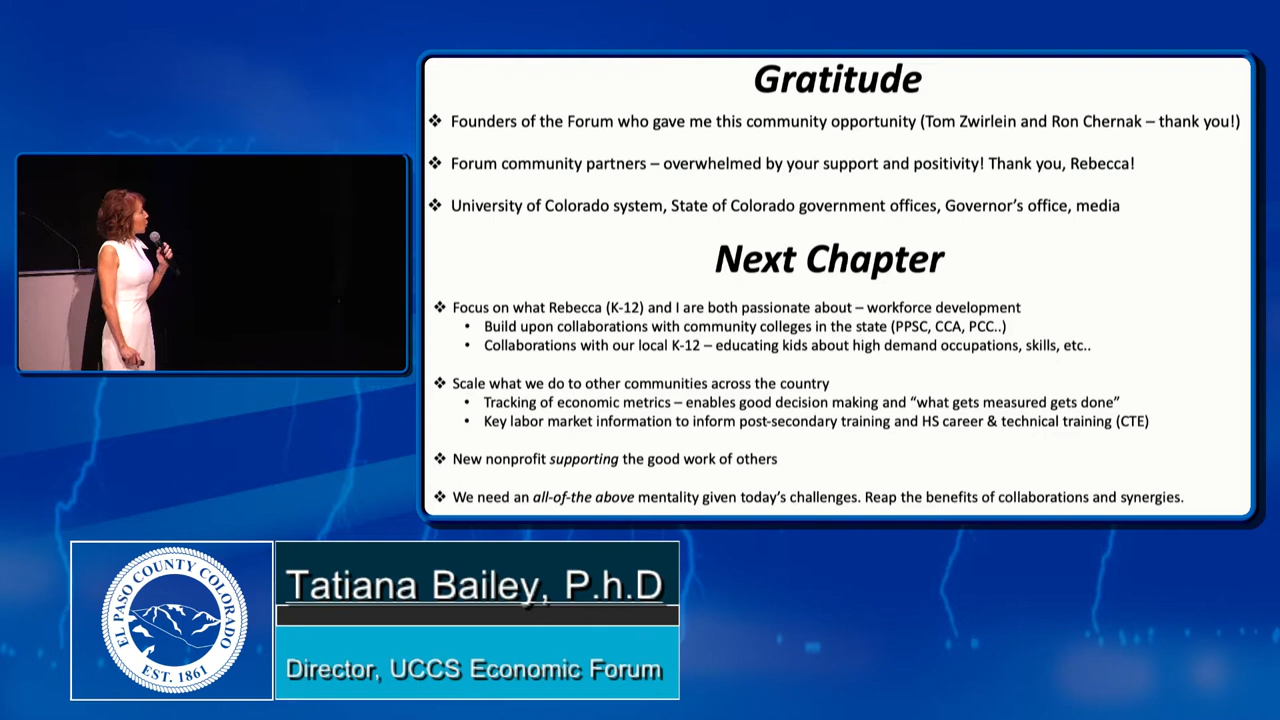 Gratitude
❖ Founders of the Forum who gave me this community opportunity (Tom Zwirlein and Ron Chernak – thank you!)
❖ Forum community partners – overwhelmed by your support and positivity! Thank you, Rebecca!
❖ University of Colorado system, State of Colorado government offices, Governor's office, media
Next Chapter
❖ Focus on what Rebecca (K-12) and I are both passionate about – workforce development
• Build upon collaborations with community colleges in the state (PPSC, CCA, PCC..)
• Collaborations with our local K-12 – educating kids about high demand occupations, skills, etc..
❖ Scale what we do to other communities across the country
• Tracking of economic metrics – enables good decision making and “what gets measured gets done”
• Key labor market information to inform post-secondary training and HS career & technical training (CTE)
❖ New nonprofit supporting the good work of others
❖ We need an all-of-the above mentality given today's challenges. Reap the benefits of collaborations and synergies.
EL PASO COUNTY COLORADO
EST. 1861
Tatiana Bailey, P.h.D
Director, UCCS Economic Forum